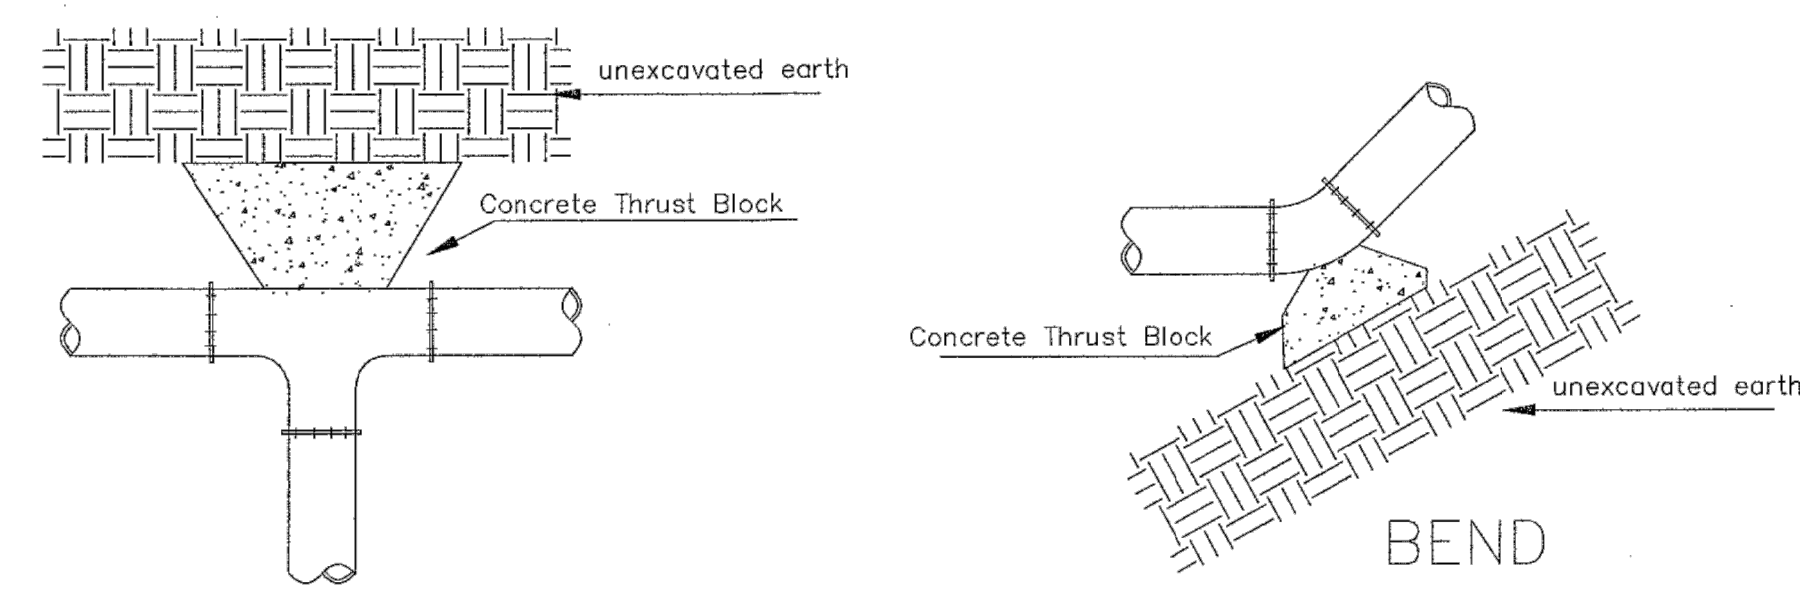 unexcavated earth
Concrete Thrust Block
Concrete Thrust Block
unexcavated earth
BEND